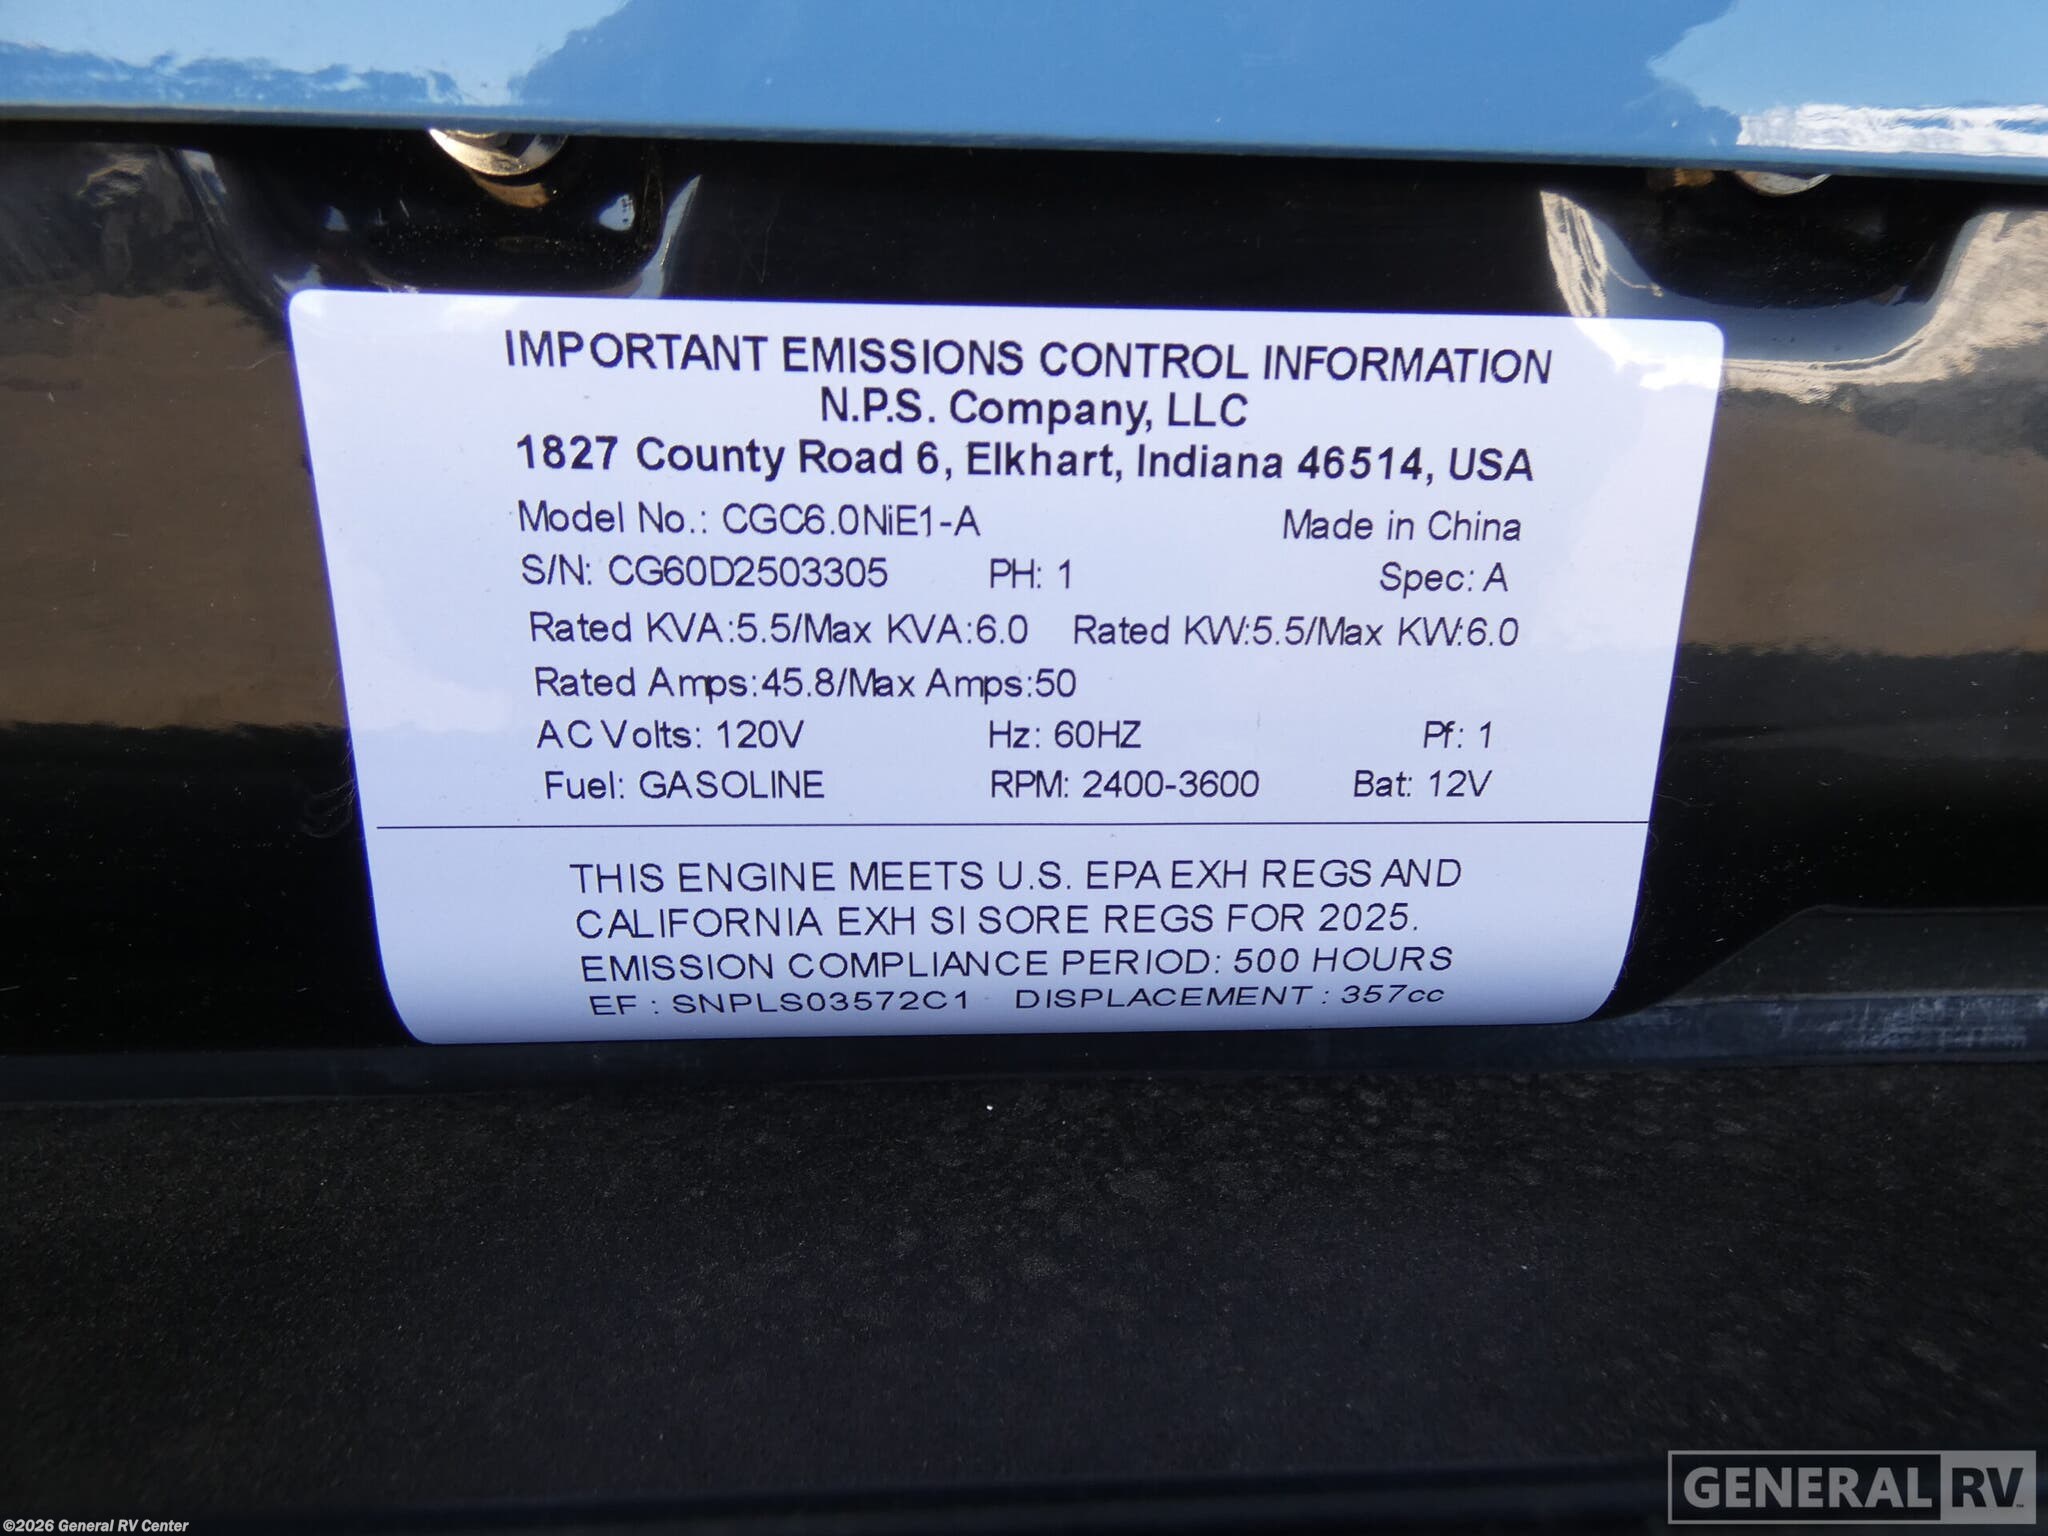 IMPORTANT EMISSIONS CONTROL INFORMATION
N.P.S. Company, LLC
1827 County Road 6, Elkhart, Indiana 46514, USA
Model No.: CGC6.0NiE1-A Made in China
S/N: CG60D2503305 PH: 1 Spec: A
Rated KVA:5.5/Max KVA:6.0 Rated KW:5.5/Max KW:6.0
Rated Amps:45.8/Max Amps:50
AC Volts: 120V Hz: 60HZ Pf: 1
Fuel: GASOLINE RPM: 2400-3600 Bat: 12V
THIS ENGINE MEETS U.S. EPA EXH REGS AND
CALIFORNIA EXH SI SORE REGS FOR 2025.
EMISSION COMPLIANCE PERIOD: 500 HOURS
EF : SNPLS03572C1 DISPLACEMENT : 357cc
GENERAL RV
©2026 General RV Center